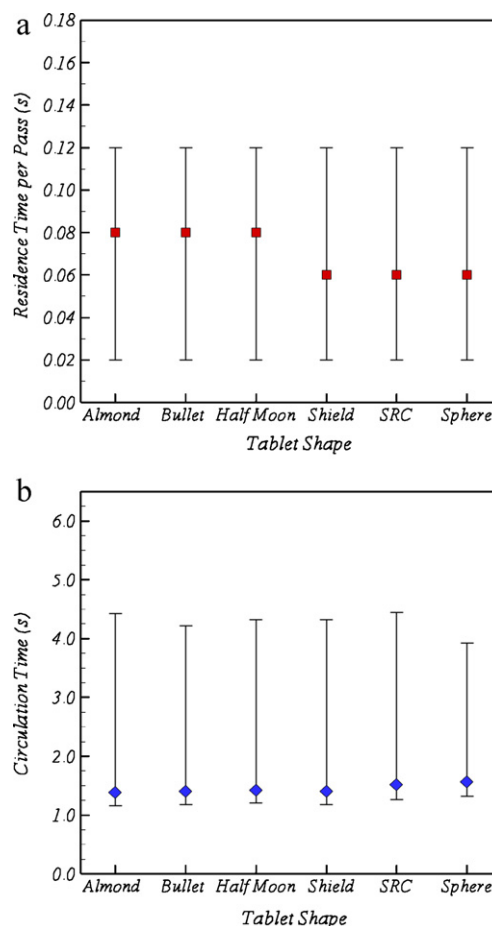 a
0.18
0.16
0.14
0.12
0.10
0.08
0.06
0.04
0.02
0.00
Residence Time per Pass (s)
Almond Bullet Half Moon Shield SRC Sphere
Tablet Shape
b
6.0
5.0
4.0
3.0
2.0
1.0
0.0
Circulation Time (s)
Almond Bullet Half Moon Shield SRC Sphere
Tablet Shape